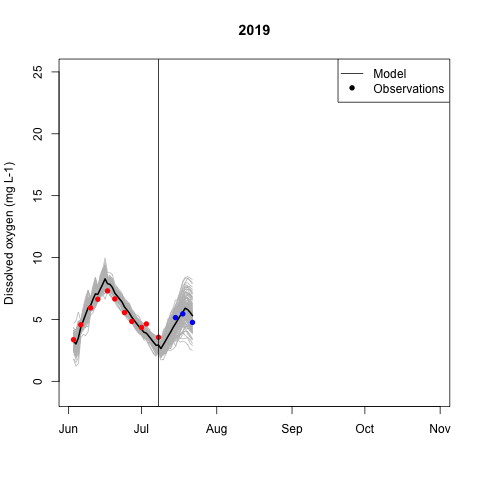 2019
Model
Observations
Dissolved oxygen (mg L-1)
25
20
15
10
5
0
Jun Jul Aug Sep Oct Nov